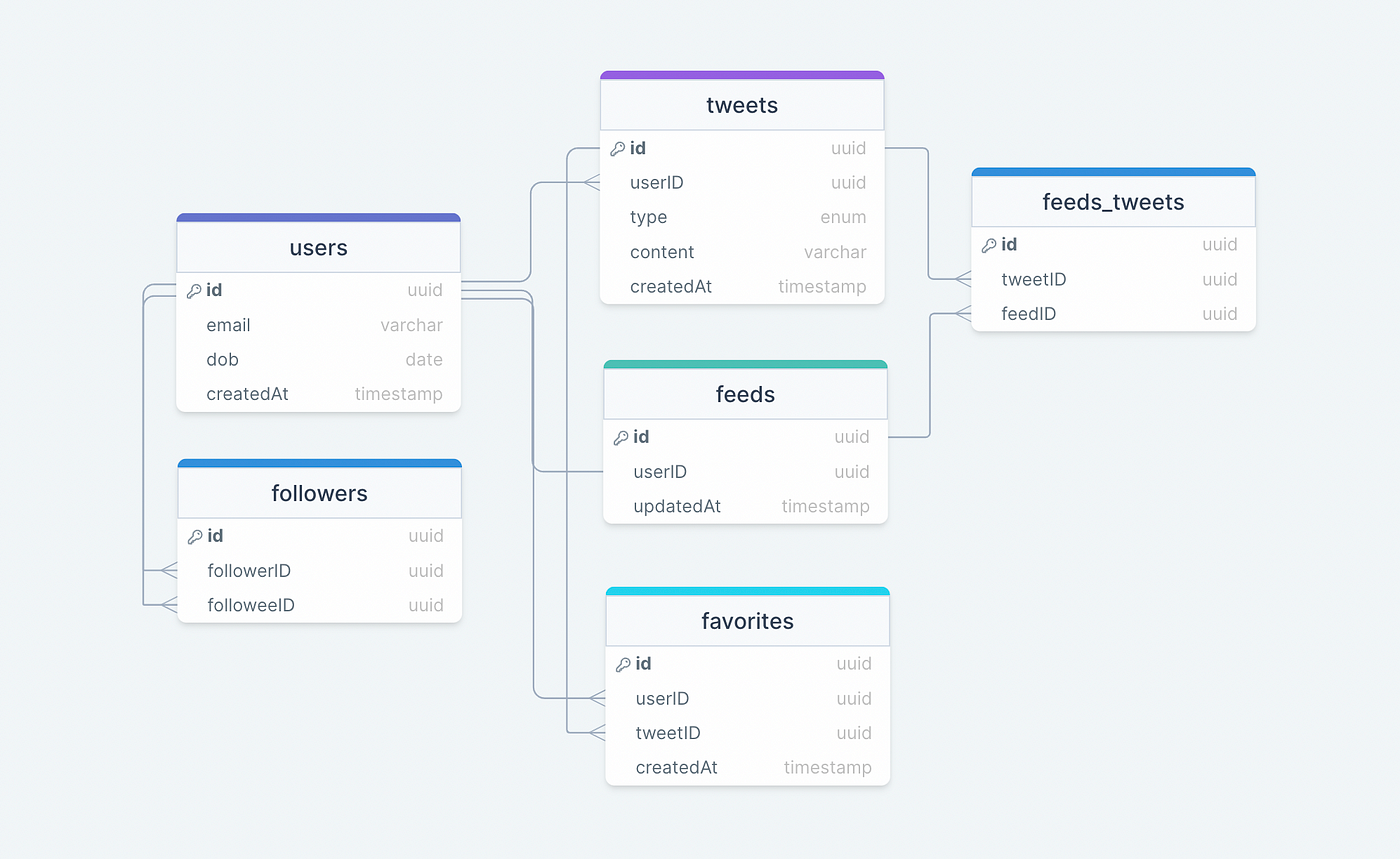 users
id uuid
email varchar
dob date
createdAt timestamp
followers
id uuid
followerID uuid
followeeID uuid
tweets
id uuid
userID uuid
type enum
content varchar
createdAt timestamp
feeds
id uuid
userID uuid
updatedAt timestamp
favorites
id uuid
userID uuid
tweetID uuid
createdAt timestamp
feeds_tweets
id uuid
tweetID uuid
feedID uuid